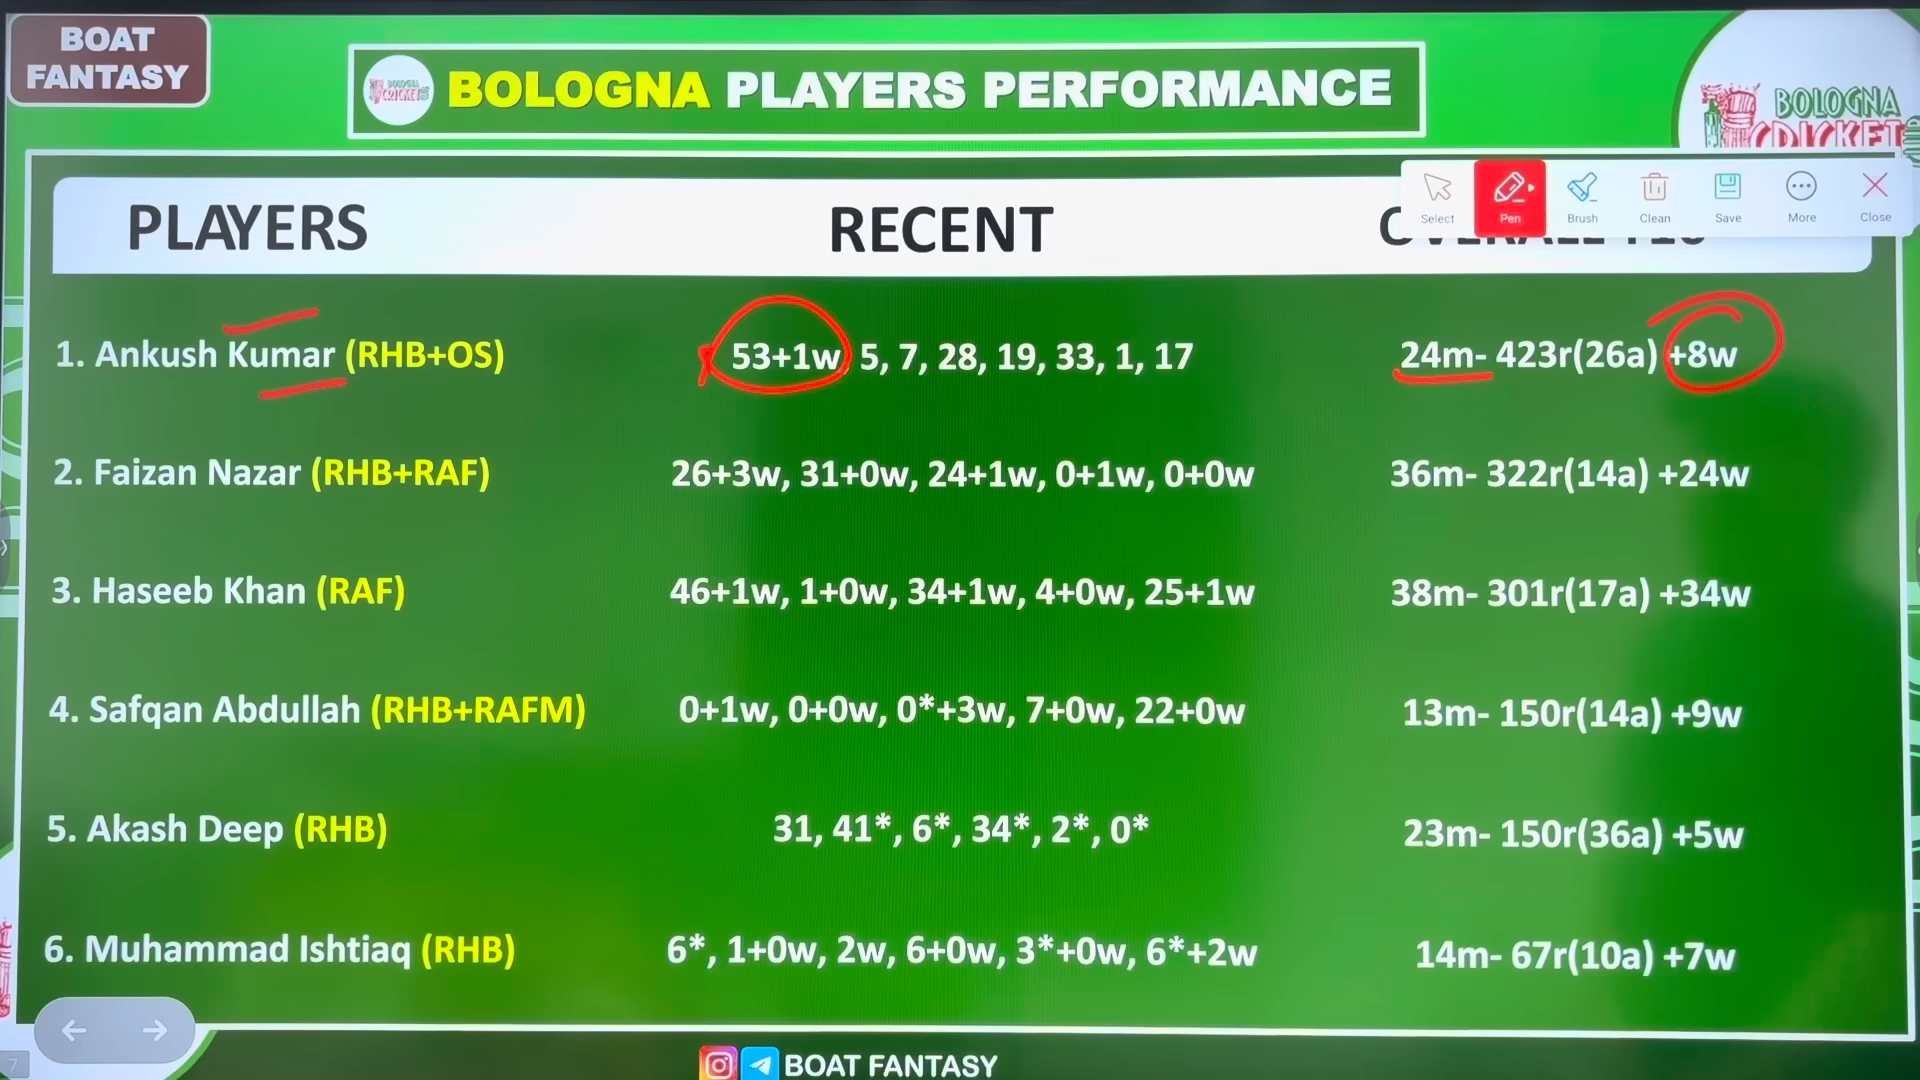 BOAT
FANTASY
BOLOGNA
CRICKET
BOLOGNA PLAYERS PERFORMANCE
BOLOGNA
CRICKET
Select
Pen
Brush
Clean
Save
More
Close
PLAYERS
RECENT
1. Ankush Kumar (RHB+OS)
53+1w, 5, 7, 28, 19, 33, 1, 17
24m- 423r(26a) +8w
2. Faizan Nazar (RHB+RAF)
26+3w, 31+0w, 24+1w, 0+1w, 0+0w
36m- 322r(14a) +24w
3. Haseeb Khan (RAF)
46+1w, 1+0w, 34+1w, 4+0w, 25+1w
38m- 301r(17a) +34w
4. Safqan Abdullah (RHB+RAFM)
0+1w, 0+0w, 0*+3w, 7+0w, 22+0w
13m- 150r(14a) +9w
5. Akash Deep (RHB)
31, 41*, 6*, 34*, 2*, 0*
23m- 150r(36a) +5w
6. Muhammad Ishtiaq (RHB)
6*, 1+0w, 2w, 6+0w, 3*+0w, 6*+2w
14m- 67r(10a) +7w
7
BOAT FANTASY